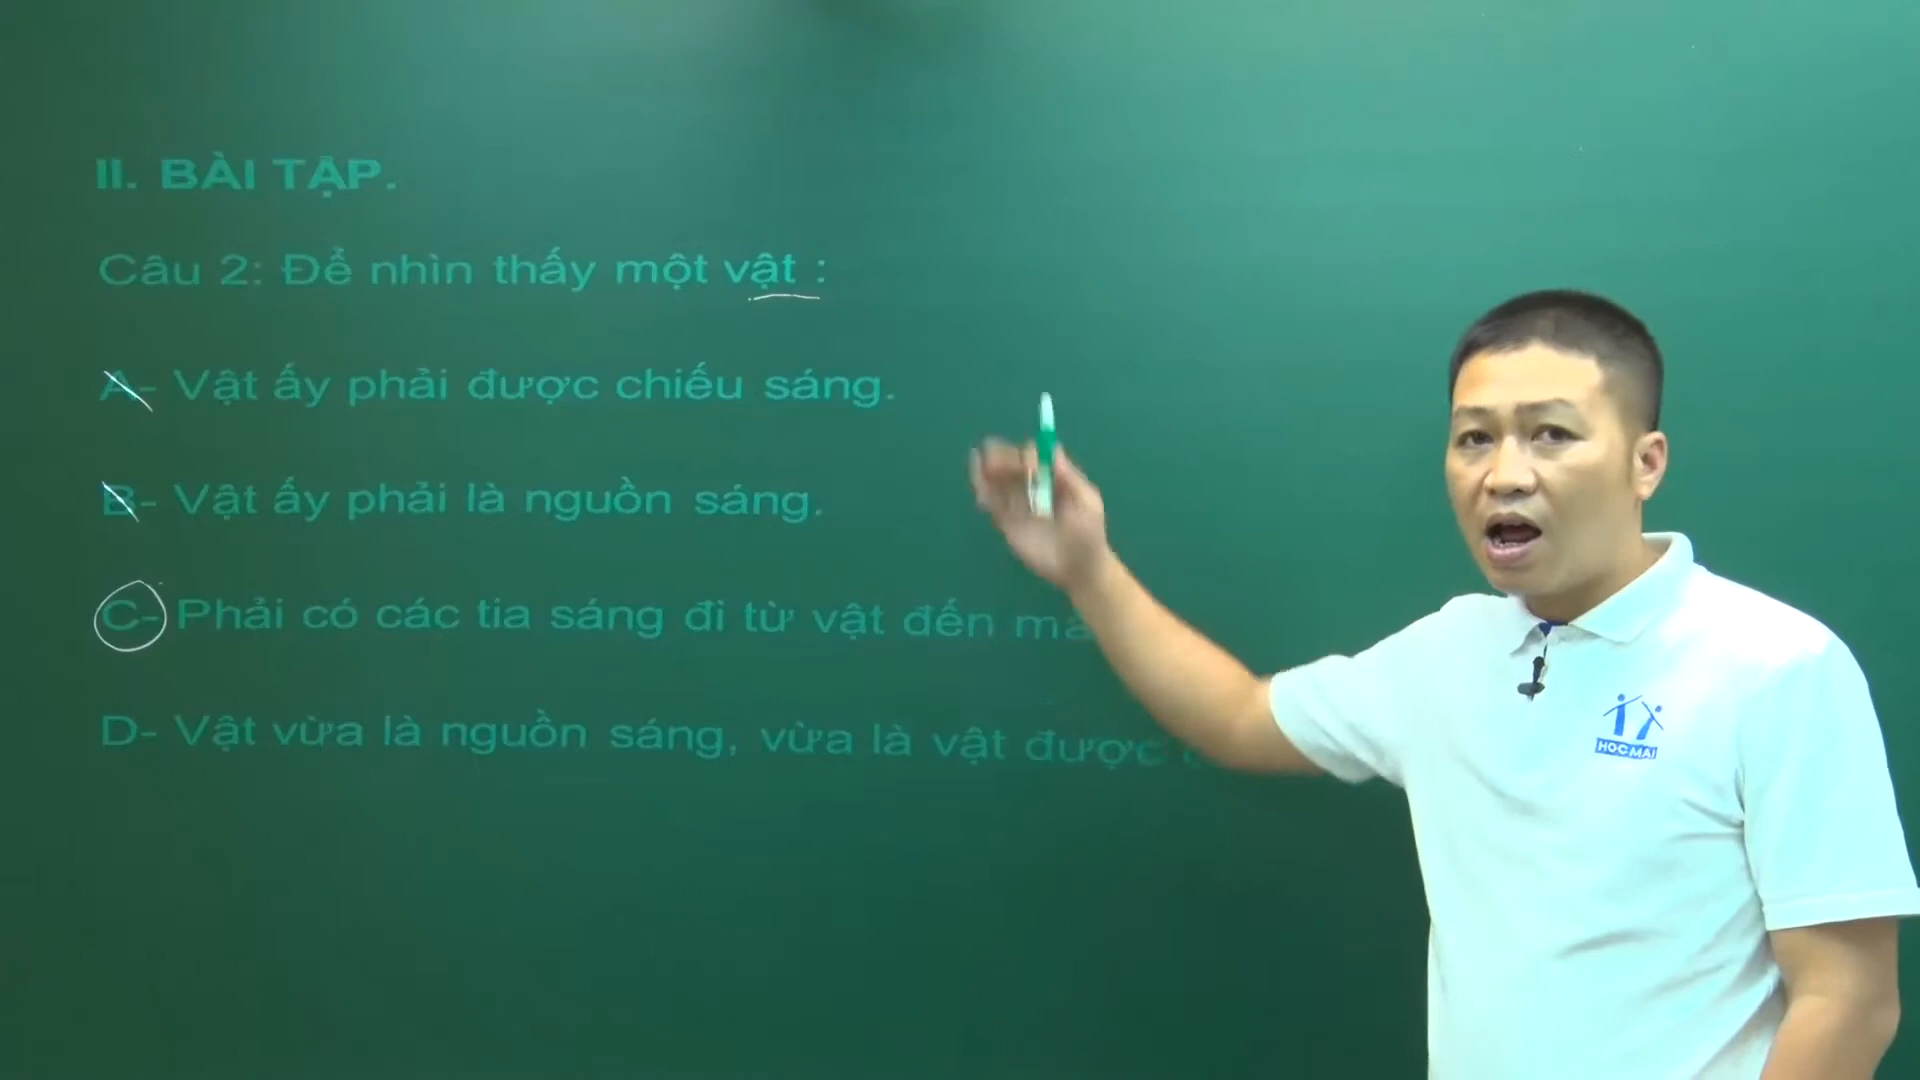 II. BÀI TẬP.
Câu 2: Để nhìn thấy một vật :
A- Vật ấy phải được chiếu sáng.
B- Vật ấy phải là nguồn sáng.
C- Phải có các tia sáng đi từ vật đến
D- Vật vừa là nguồn sáng, vừa là vật được
HOCMAI